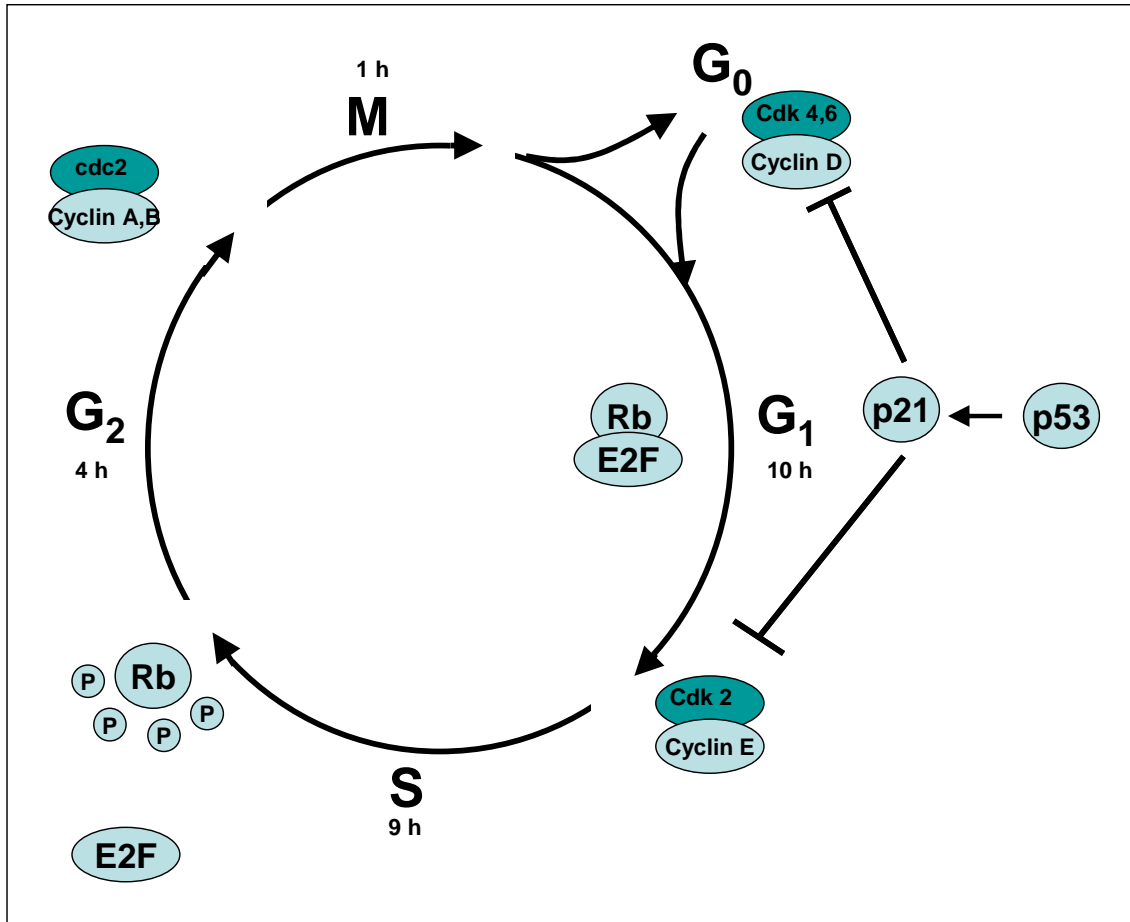 1 h
M
G0
Cdk 4,6
Cyclin D
cdc2
Cyclin A,B
G2
4 h
Rb
E2F
G1
10 h
p21
p53
Rb
P
P
P
P
Cdk 2
Cyclin E
S
9 h
E2F